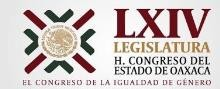 LXIV
LEGISLATURA
H. CONGRESO DEL
ESTADO DE OAXACA
EL CONGRESO DE LA IGUALDAD DE GÉNERO